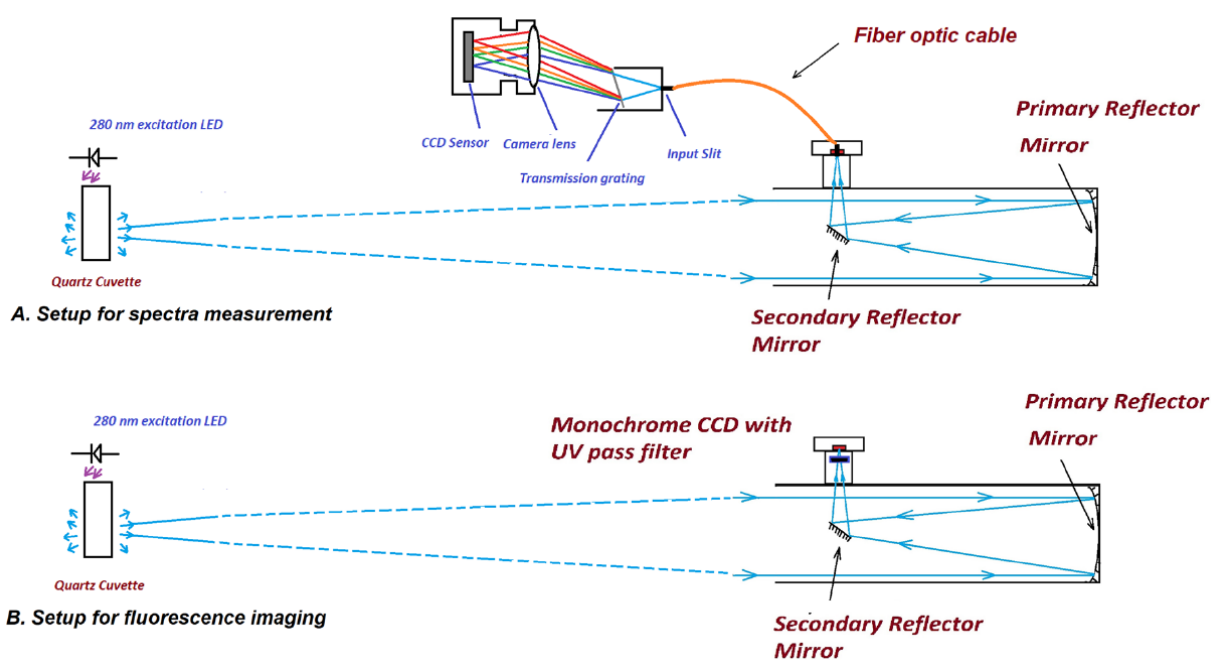 Fiber optic cable
Primary Reflector
Mirror
280 nm excitation LED
CCD Sensor
Camera lens
Input Slit
Transmission grating
Quartz Cuvette
A. Setup for spectra measurement
Secondary Reflector
Mirror
280 nm excitation LED
Monochrome CCD with
UV pass filter
Primary Reflector
Mirror
Quartz Cuvette
B. Setup for fluorescence imaging
Secondary Reflector
Mirror